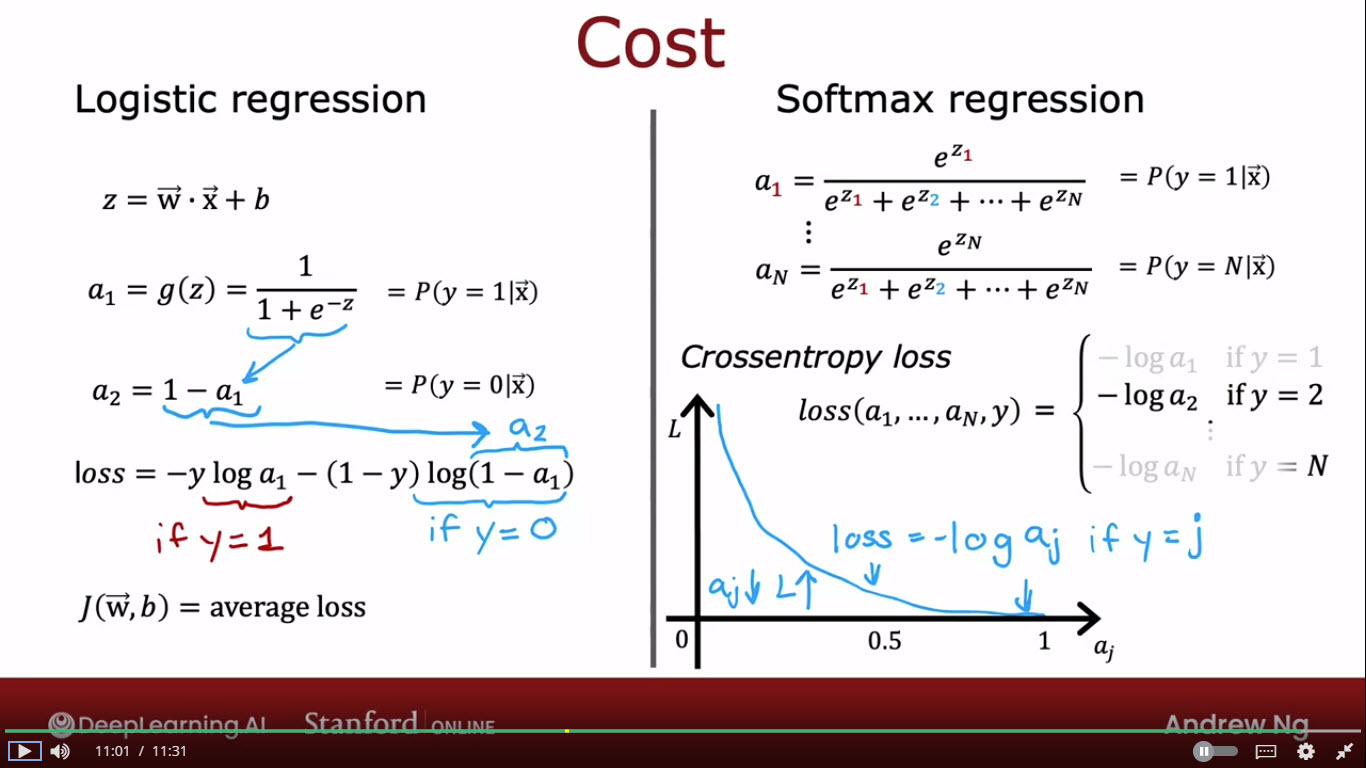 Cost
Logistic regression
z = w⃗ · x⃗ + b
a₁ = g(z) = 1 / (1 + e⁻ᶻ) = P(y = 1|x⃗)
a₂ = 1 − a₁ = P(y = 0|x⃗)
a₂
loss = −y log a₁ − (1 − y) log(1 − a₁)
if y=1
if y=0
J(w⃗, b) = average loss
Softmax regression
a₁ = e^z₁ / (e^z₁ + e^z₂ + ⋯ + e^z_N) = P(y = 1|x⃗)
⋮
a_N = e^z_N / (e^z₁ + e^z₂ + ⋯ + e^z_N) = P(y = N|x⃗)
Crossentropy loss
loss(a₁, …, a_N, y) = {
− log a₁ if y = 1
− log a₂ if y = 2
⋮
− log a_N if y = N
L
loss = -log aj if y=j
aj↓ L↑
0 0.5 1 aⱼ
DeepLearning.AI Stanford | ONLINE Andrew Ng
11:01 / 11:31